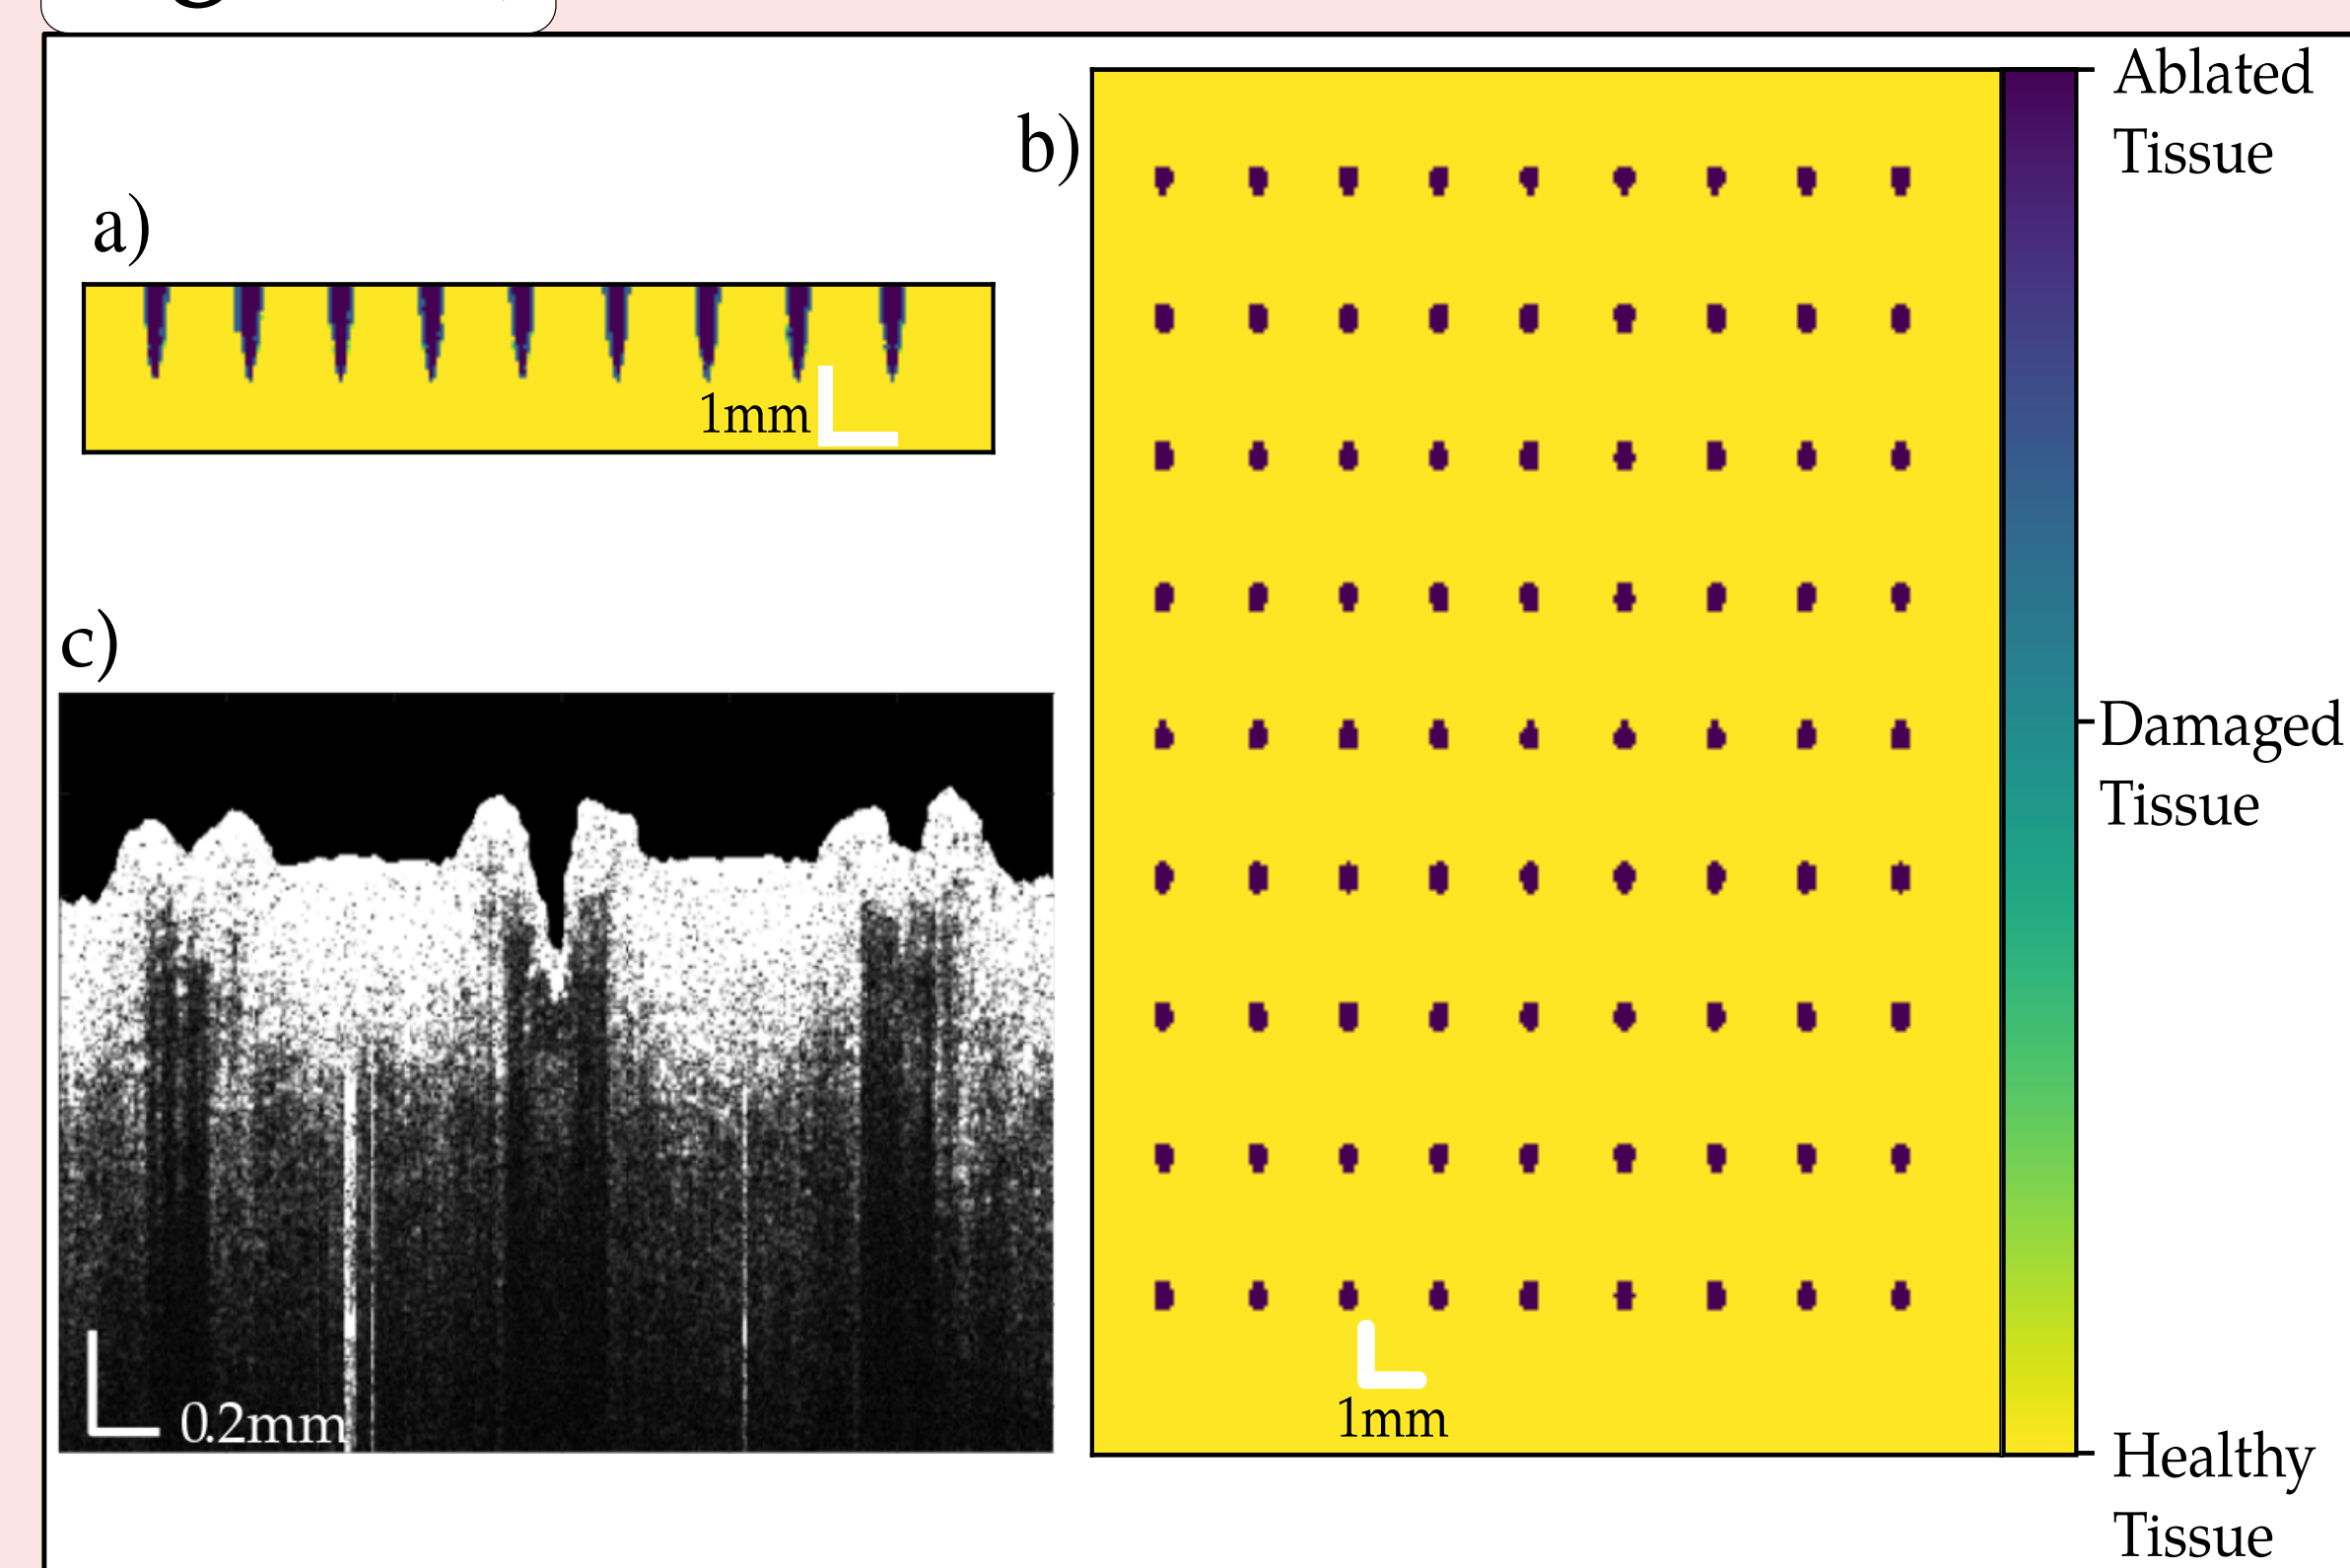 a)
1mm
b)
1mm
c)
0.2mm
Ablated
Tissue
Damaged
Tissue
Healthy
Tissue